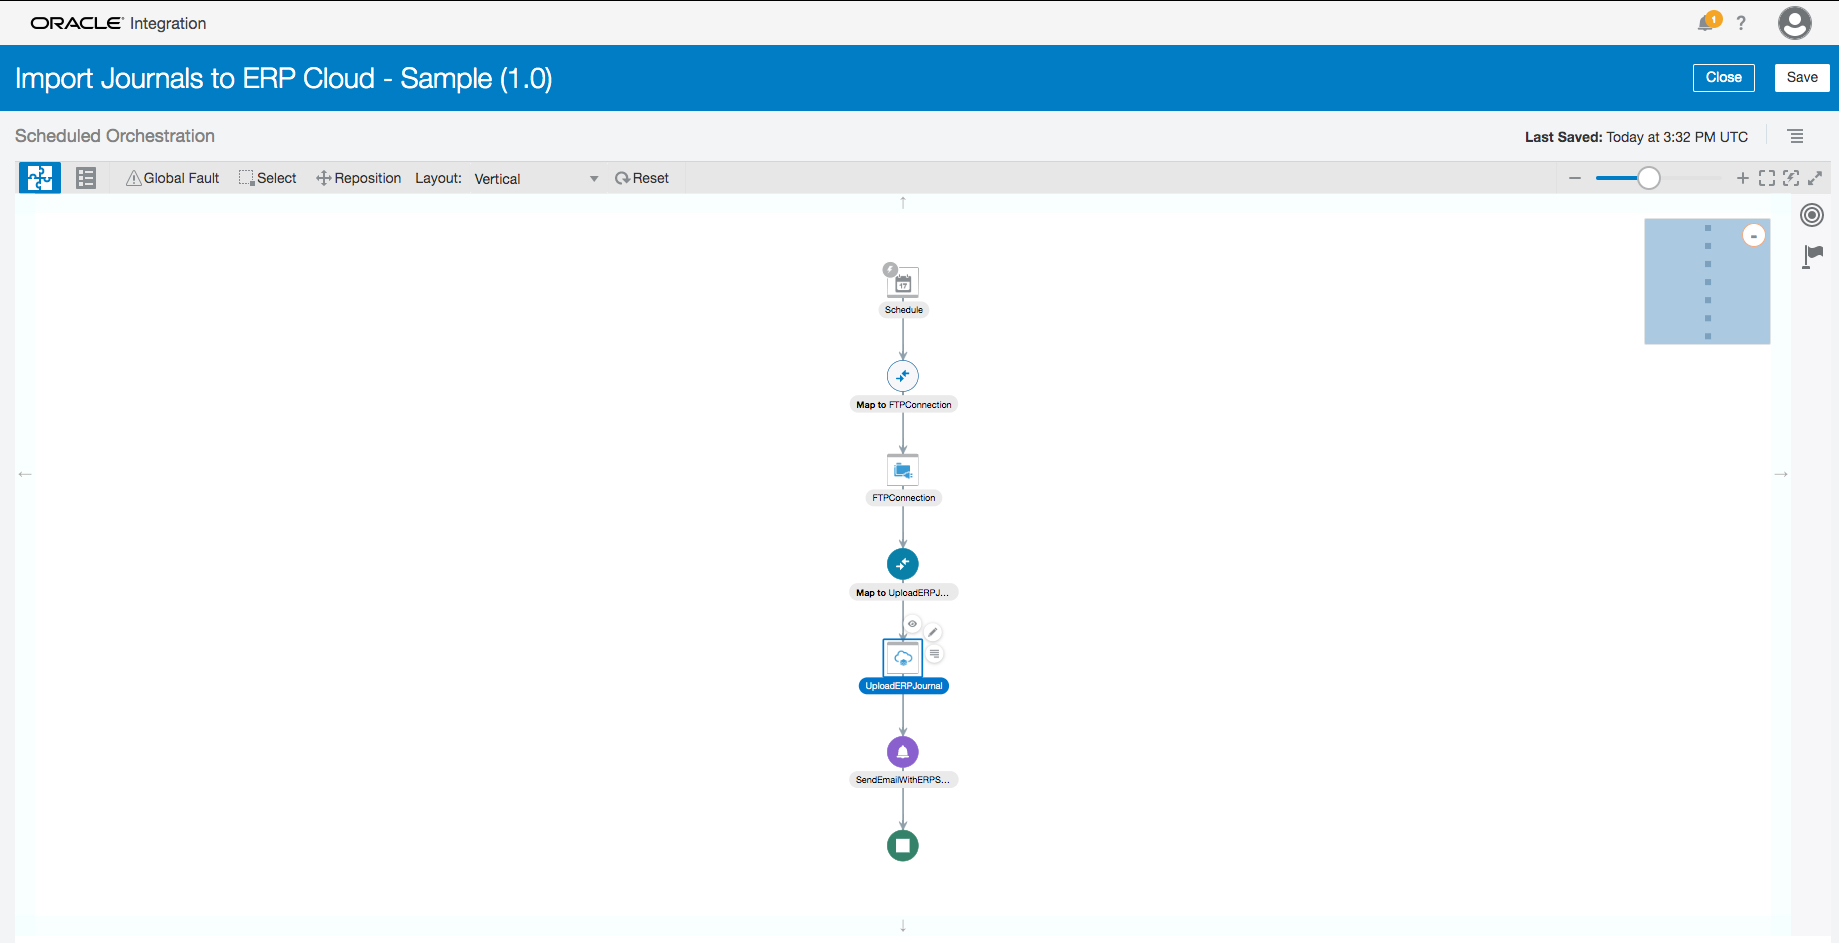 ORACLE Integration
1
?
Import Journals to ERP Cloud - Sample (1.0)
Close
Save
Scheduled Orchestration
Last Saved: Today at 3:32 PM UTC
Global Fault
Select
Reposition
Layout:
Vertical
Reset
17
Schedule
Map to FTPConnection
FTPConnection
Map to UploadERPJ...
UploadERPJournal
SendEmailWithERPS...